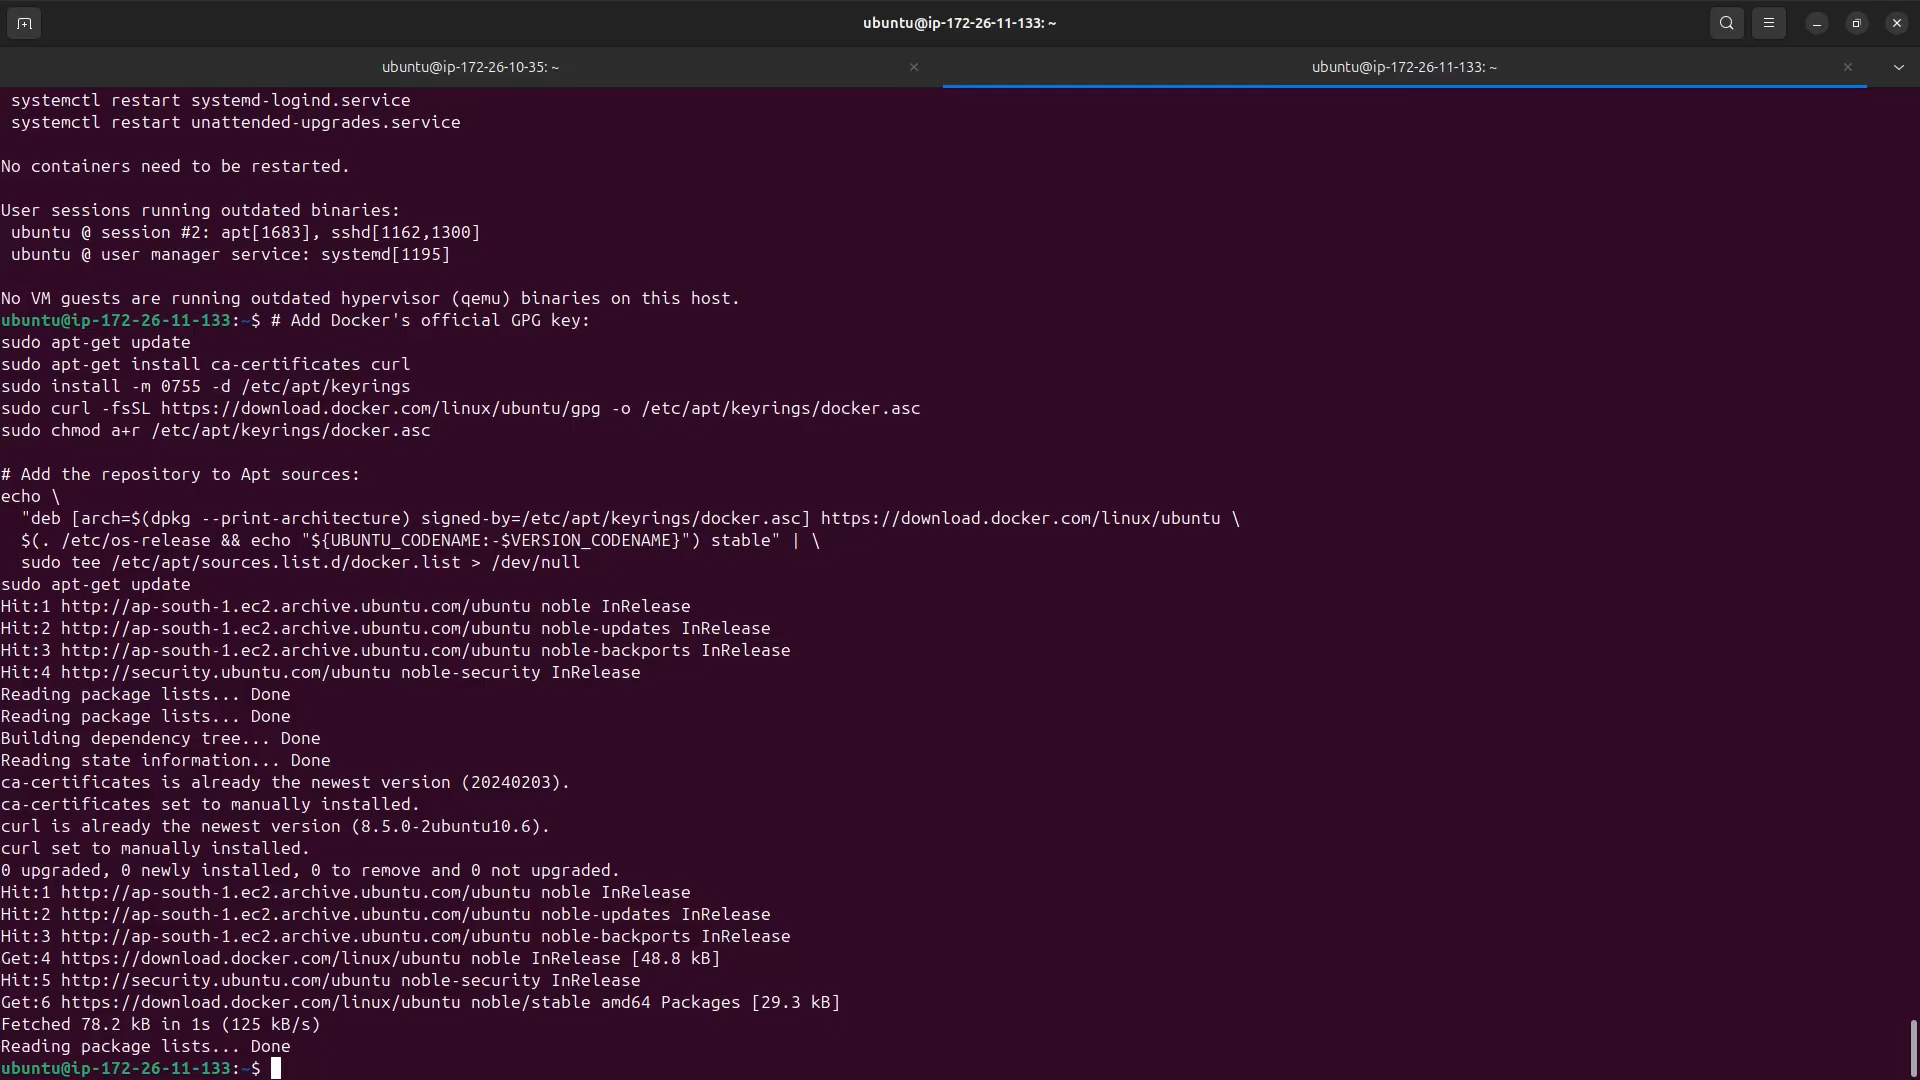 ubuntu@ip-172-26-11-133: ~
ubuntu@ip-172-26-10-35: ~
ubuntu@ip-172-26-11-133: ~
systemctl restart systemd-logind.service
systemctl restart unattended-upgrades.service
No containers need to be restarted.
User sessions running outdated binaries:
ubuntu @ session #2: apt[1683], sshd[1162,1300]
ubuntu @ user manager service: systemd[1195]
No VM guests are running outdated hypervisor (qemu) binaries on this host.
ubuntu@ip-172-26-11-133:~$ # Add Docker's official GPG key:
sudo apt-get update
sudo apt-get install ca-certificates curl
sudo install -m 0755 -d /etc/apt/keyrings
sudo curl -fsSL https://download.docker.com/linux/ubuntu/gpg -o /etc/apt/keyrings/docker.asc
sudo chmod a+r /etc/apt/keyrings/docker.asc
# Add the repository to Apt sources:
echo \
"deb [arch=$(dpkg --print-architecture) signed-by=/etc/apt/keyrings/docker.asc] https://download.docker.com/linux/ubuntu \
$(. /etc/os-release && echo "${UBUNTU_CODENAME:-$VERSION_CODENAME}") stable" | \
sudo tee /etc/apt/sources.list.d/docker.list > /dev/null
sudo apt-get update
Hit:1 http://ap-south-1.ec2.archive.ubuntu.com/ubuntu noble InRelease
Hit:2 http://ap-south-1.ec2.archive.ubuntu.com/ubuntu noble-updates InRelease
Hit:3 http://ap-south-1.ec2.archive.ubuntu.com/ubuntu noble-backports InRelease
Hit:4 http://security.ubuntu.com/ubuntu noble-security InRelease
Reading package lists... Done
Reading package lists... Done
Building dependency tree... Done
Reading state information... Done
ca-certificates is already the newest version (20240203).
ca-certificates set to manually installed.
curl is already the newest version (8.5.0-2ubuntu10.6).
curl set to manually installed.
0 upgraded, 0 newly installed, 0 to remove and 0 not upgraded.
Hit:1 http://ap-south-1.ec2.archive.ubuntu.com/ubuntu noble InRelease
Hit:2 http://ap-south-1.ec2.archive.ubuntu.com/ubuntu noble-updates InRelease
Hit:3 http://ap-south-1.ec2.archive.ubuntu.com/ubuntu noble-backports InRelease
Get:4 https://download.docker.com/linux/ubuntu noble InRelease [48.8 kB]
Hit:5 http://security.ubuntu.com/ubuntu noble-security InRelease
Get:6 https://download.docker.com/linux/ubuntu noble/stable amd64 Packages [29.3 kB]
Fetched 78.2 kB in 1s (125 kB/s)
Reading package lists... Done
ubuntu@ip-172-26-11-133:~$